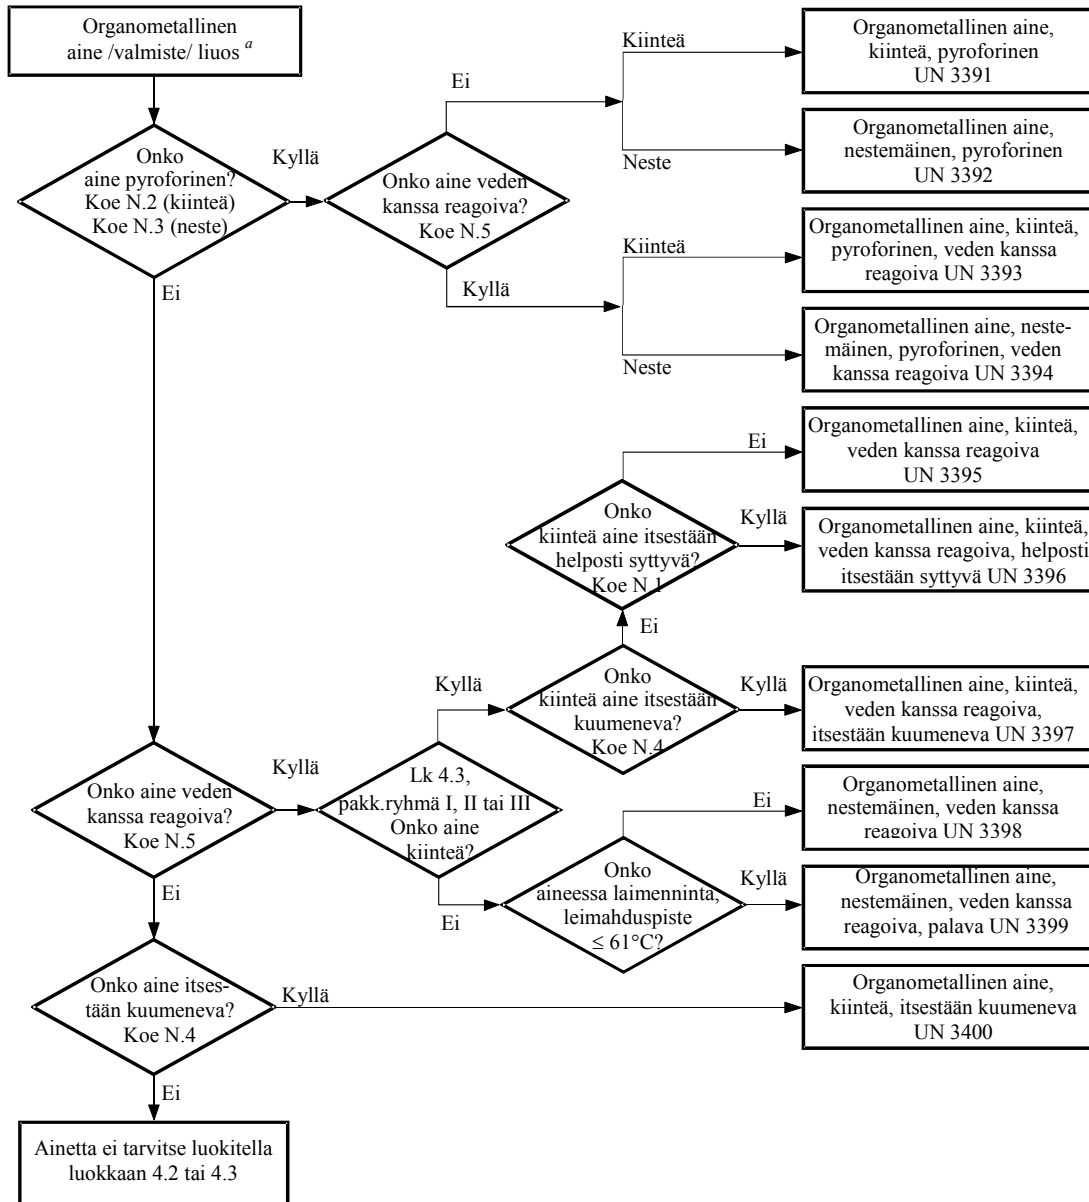 Organometallinen
aine /valmiste/ liuos a
Onko
aine pyroforinen?
Koe N.2 (kiinteä)
Koe N.3 (neste)
Kyllä
Ei
Onko aine veden
kanssa reagoiva?
Koe N.5
Ei
Kyllä
Kiinteä
Neste
Kiinteä
Neste
Organometallinen aine,
kiinteä, pyroforinen
UN 3391
Organometallinen aine,
nestemäinen, pyroforinen
UN 3392
Organometallinen aine, kiinteä,
pyroforinen, veden kanssa
reagoiva UN 3393
Organometallinen aine, neste-
mäinen, pyroforinen, veden
kanssa reagoiva UN 3394
Ei
Organometallinen aine, kiinteä,
veden kanssa reagoiva
UN 3395
Onko
kiinteä aine itsestään
helposti syttyvä?
Koe N.1
Kyllä
Organometallinen aine, kiinteä,
veden kanssa reagoiva, helposti
itsestään syttyvä UN 3396
Ei
Onko
kiinteä aine itsestään
kuumeneva?
Koe N.4
Kyllä
Kyllä
Organometallinen aine, kiinteä,
veden kanssa reagoiva,
itsestään kuumeneva UN 3397
Onko aine veden
kanssa reagoiva?
Koe N.5
Kyllä
Lk 4.3,
pakk.ryhmä I, II tai III
Onko aine
kiinteä?
Ei
Organometallinen aine,
nestemäinen, veden kanssa
reagoiva UN 3398
Ei
Ei
Onko
aineessa laimenninta,
leimahduspiste
≤ 61°C?
Kyllä
Organometallinen aine,
nestemäinen, veden kanssa
reagoiva, palava UN 3399
Onko aine itses-
tään kuumeneva?
Koe N.4
Kyllä
Organometallinen aine,
kiinteä, itsestään kuumeneva
UN 3400
Ei
Ainetta ei tarvitse luokitella
luokkaan 4.2 tai 4.3